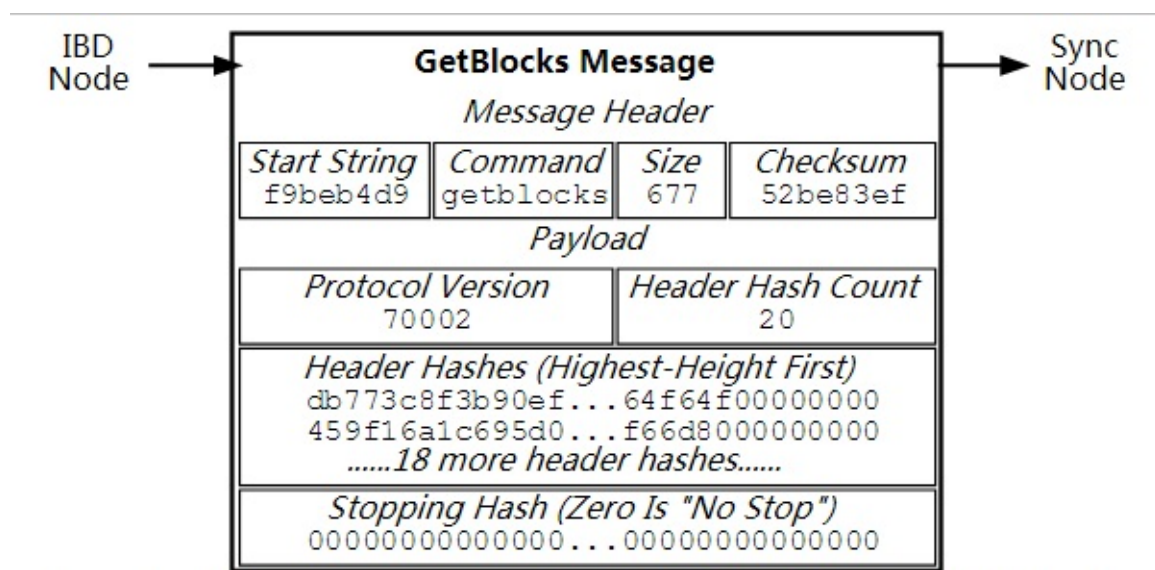 IBD Node
GetBlocks Message
Sync Node
Message Header
Start String Command Size Checksum
f9beb4d9 getblocks 677 52be83ef
Payload
Protocol Version Header Hash Count
70002 20
Header Hashes (Highest-Height First)
db773c8f3b90ef...64f64f00000000
459f16a1c695d0...f66d8000000000
......18 more header hashes......
Stopping Hash (Zero Is "No Stop")
00000000000000...00000000000000